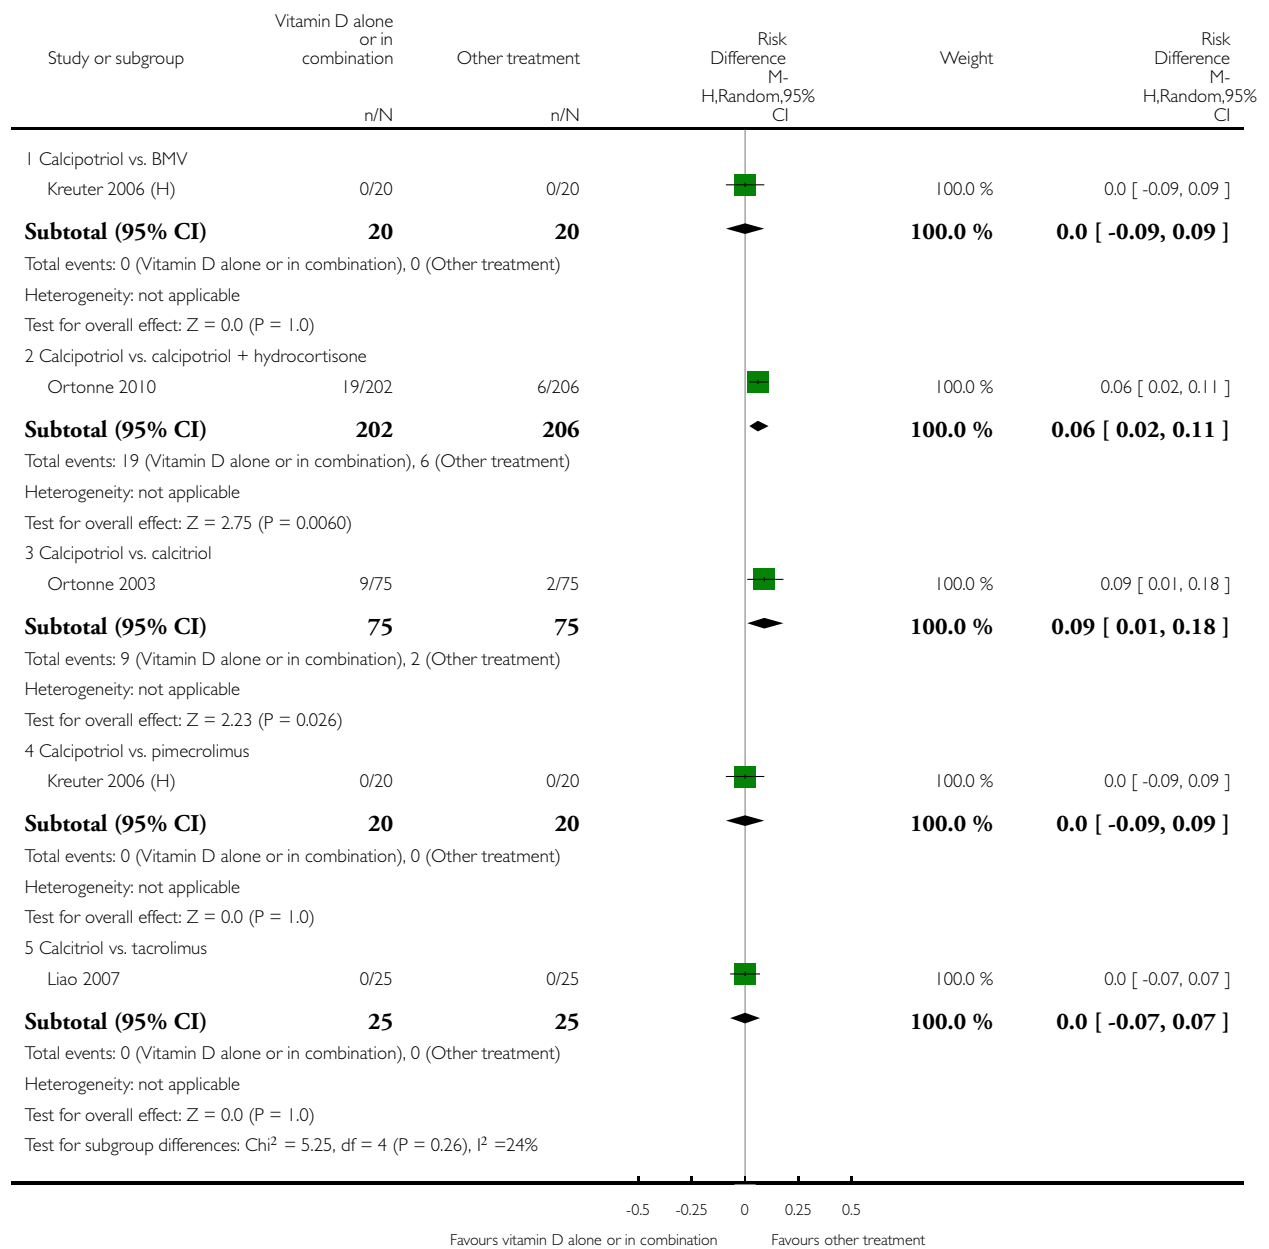 Vitamin D alone
or in
combination
Study or subgroup
Other treatment
Risk
Difference
M-
H,Random,95%
CI
Weight
Risk
Difference
M-
H,Random,95%
CI
n/N n/N
1 Calcipotriol vs. BMV
Kreuter 2006 (H) 0/20 0/20 100.0 % 0.0 [ -0.09, 0.09 ]
Subtotal (95% CI) 20 20 100.0 % 0.0 [ -0.09, 0.09 ]
Total events: 0 (Vitamin D alone or in combination), 0 (Other treatment)
Heterogeneity: not applicable
Test for overall effect: Z = 0.0 (P = 1.0)
2 Calcipotriol vs. calcipotriol + hydrocortisone
Ortonne 2010 19/202 6/206 100.0 % 0.06 [ 0.02, 0.11 ]
Subtotal (95% CI) 202 206 100.0 % 0.06 [ 0.02, 0.11 ]
Total events: 19 (Vitamin D alone or in combination), 6 (Other treatment)
Heterogeneity: not applicable
Test for overall effect: Z = 2.75 (P = 0.0060)
3 Calcipotriol vs. calcitriol
Ortonne 2003 9/75 2/75 100.0 % 0.09 [ 0.01, 0.18 ]
Subtotal (95% CI) 75 75 100.0 % 0.09 [ 0.01, 0.18 ]
Total events: 9 (Vitamin D alone or in combination), 2 (Other treatment)
Heterogeneity: not applicable
Test for overall effect: Z = 2.23 (P = 0.026)
4 Calcipotriol vs. pimecrolimus
Kreuter 2006 (H) 0/20 0/20 100.0 % 0.0 [ -0.09, 0.09 ]
Subtotal (95% CI) 20 20 100.0 % 0.0 [ -0.09, 0.09 ]
Total events: 0 (Vitamin D alone or in combination), 0 (Other treatment)
Heterogeneity: not applicable
Test for overall effect: Z = 0.0 (P = 1.0)
5 Calcitriol vs. tacrolimus
Liao 2007 0/25 0/25 100.0 % 0.0 [ -0.07, 0.07 ]
Subtotal (95% CI) 25 25 100.0 % 0.0 [ -0.07, 0.07 ]
Total events: 0 (Vitamin D alone or in combination), 0 (Other treatment)
Heterogeneity: not applicable
Test for overall effect: Z = 0.0 (P = 1.0)
Test for subgroup differences: Chi² = 5.25, df = 4 (P = 0.26), I² =24%
-0.5 -0.25 0 0.25 0.5
Favours vitamin D alone or in combination Favours other treatment